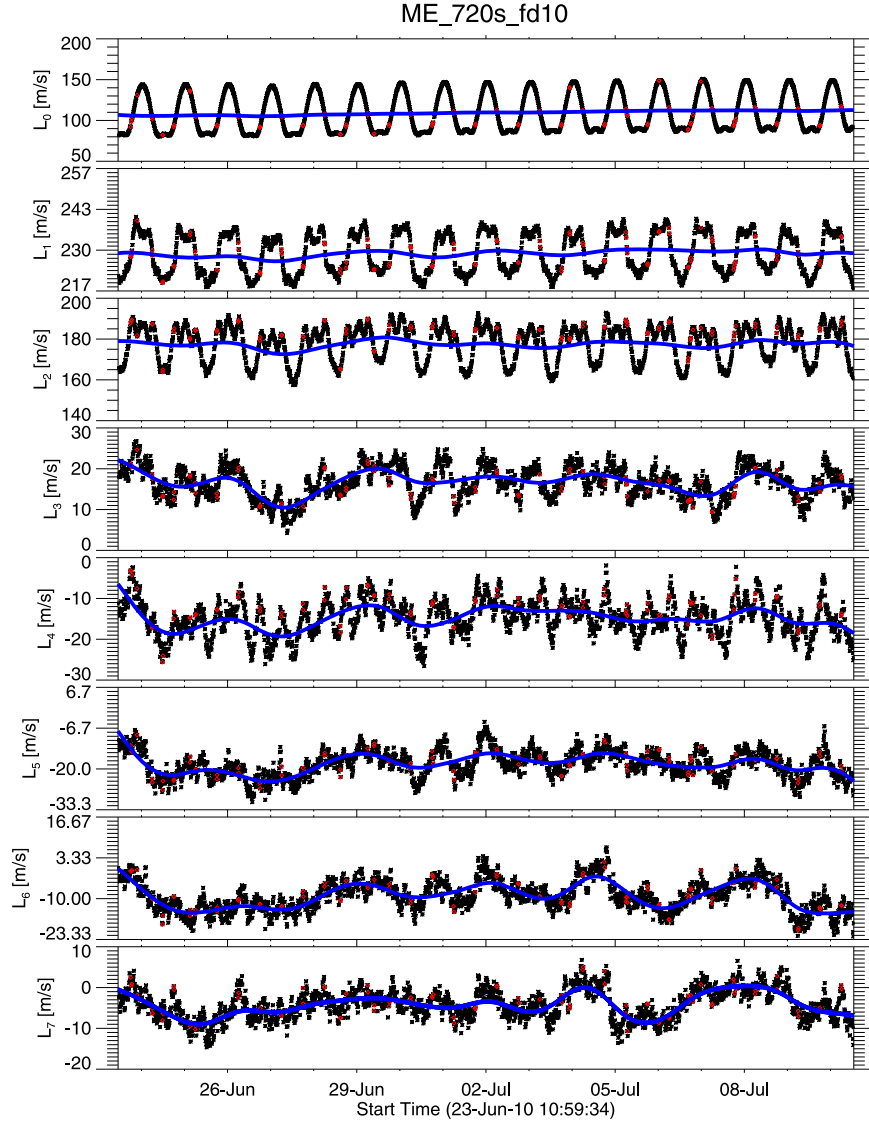 ME_720s_fd10
200
150
100
50
L0 [m/s]
257
243
230
217
L1 [m/s]
200
180
160
140
L2 [m/s]
30
20
10
0
L3 [m/s]
0
-10
-20
-30
L4 [m/s]
6.7
-6.7
-20.0
-33.3
L5 [m/s]
16.67
3.33
-10.00
-23.33
L6 [m/s]
10
0
-10
-20
L7 [m/s]
26-Jun 29-Jun 02-Jul 05-Jul 08-Jul
Start Time (23-Jun-10 10:59:34)